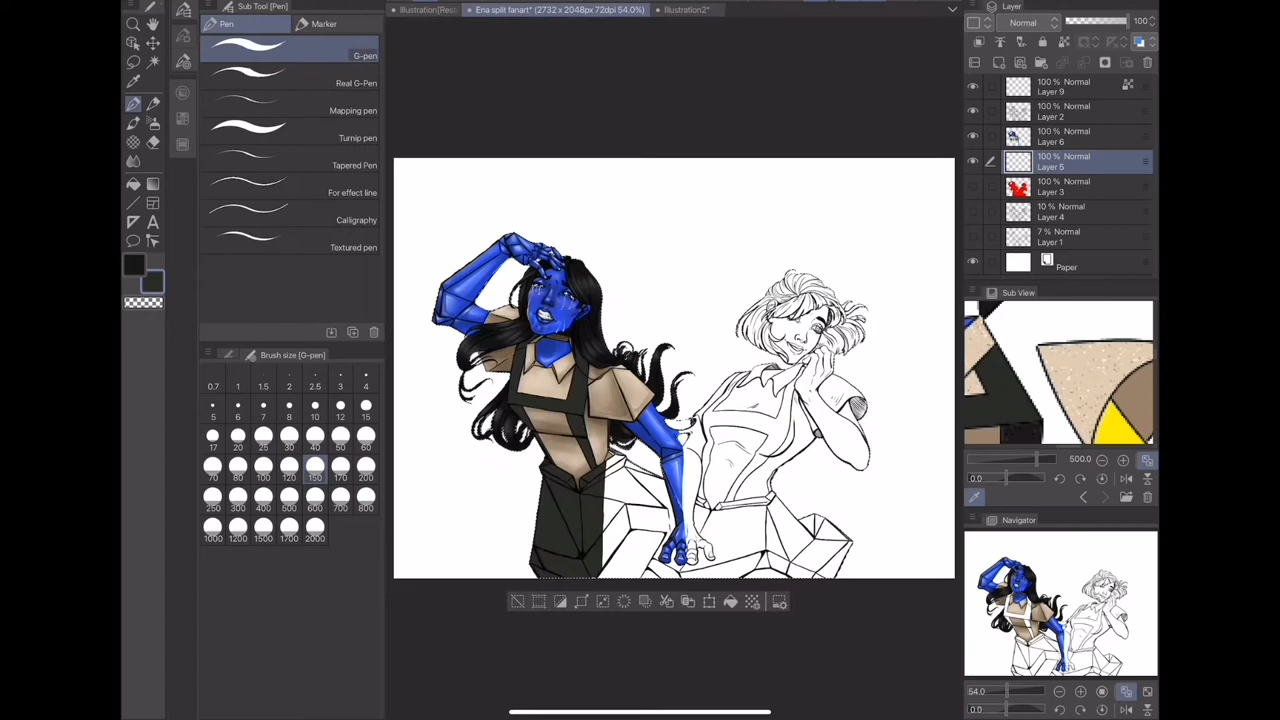 Illustration[Res
Ena split fanart* (2732 x 2048px 72dpi 54.0%)
Illustration2*
Sub Tool [Pen]
Pen
Marker
G-pen
Real G-Pen
Mapping pen
Turnip pen
Tapered Pen
For effect line
Calligraphy
Textured pen
Brush size [G-pen]
0.7 1 1.5 2 2.5 3 4
5 6 7 8 10 12 15
17 20 25 30 40 50 60
70 80 100 120 150 170 200
250 300 400 500 600 700 800
1000 1200 1500 1700 2000
Layer
Normal
100
100 % Normal
Layer 9
100 % Normal
Layer 2
100 % Normal
Layer 6
100 % Normal
Layer 5
100 % Normal
Layer 3
10 % Normal
Layer 4
7 % Normal
Layer 1
Paper
Sub View
500.0
0.0
Navigator
54.0
0.0